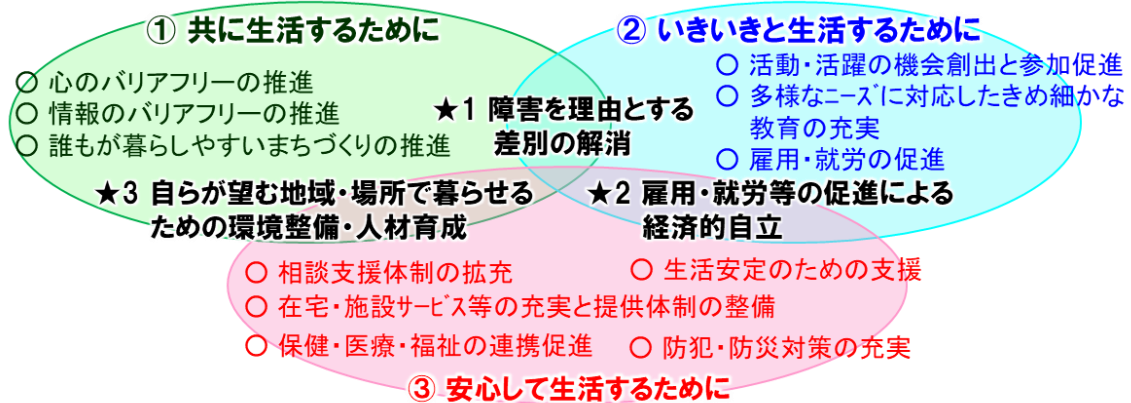 ① 共に生活するために
○ 心のバリアフリーの推進
○ 情報のバリアフリーの推進
○ 誰もが暮らしやすいまちづくりの推進
② いきいきと生活するために
○ 活動・活躍の機会創出と参加促進
○ 多様なﾆｰｽﾞに対応したきめ細かな
教育の充実
○ 雇用・就労の促進
★1 障害を理由とする
差別の解消
★3 自らが望む地域・場所で暮らせる
ための環境整備・人材育成
★2 雇用・就労等の促進による
経済的自立
○ 相談支援体制の拡充
○ 生活安定のための支援
○ 在宅・施設ｻｰﾋﾞｽ等の充実と提供体制の整備
○ 保健・医療・福祉の連携促進
○ 防犯・防災対策の充実
③ 安心して生活するために